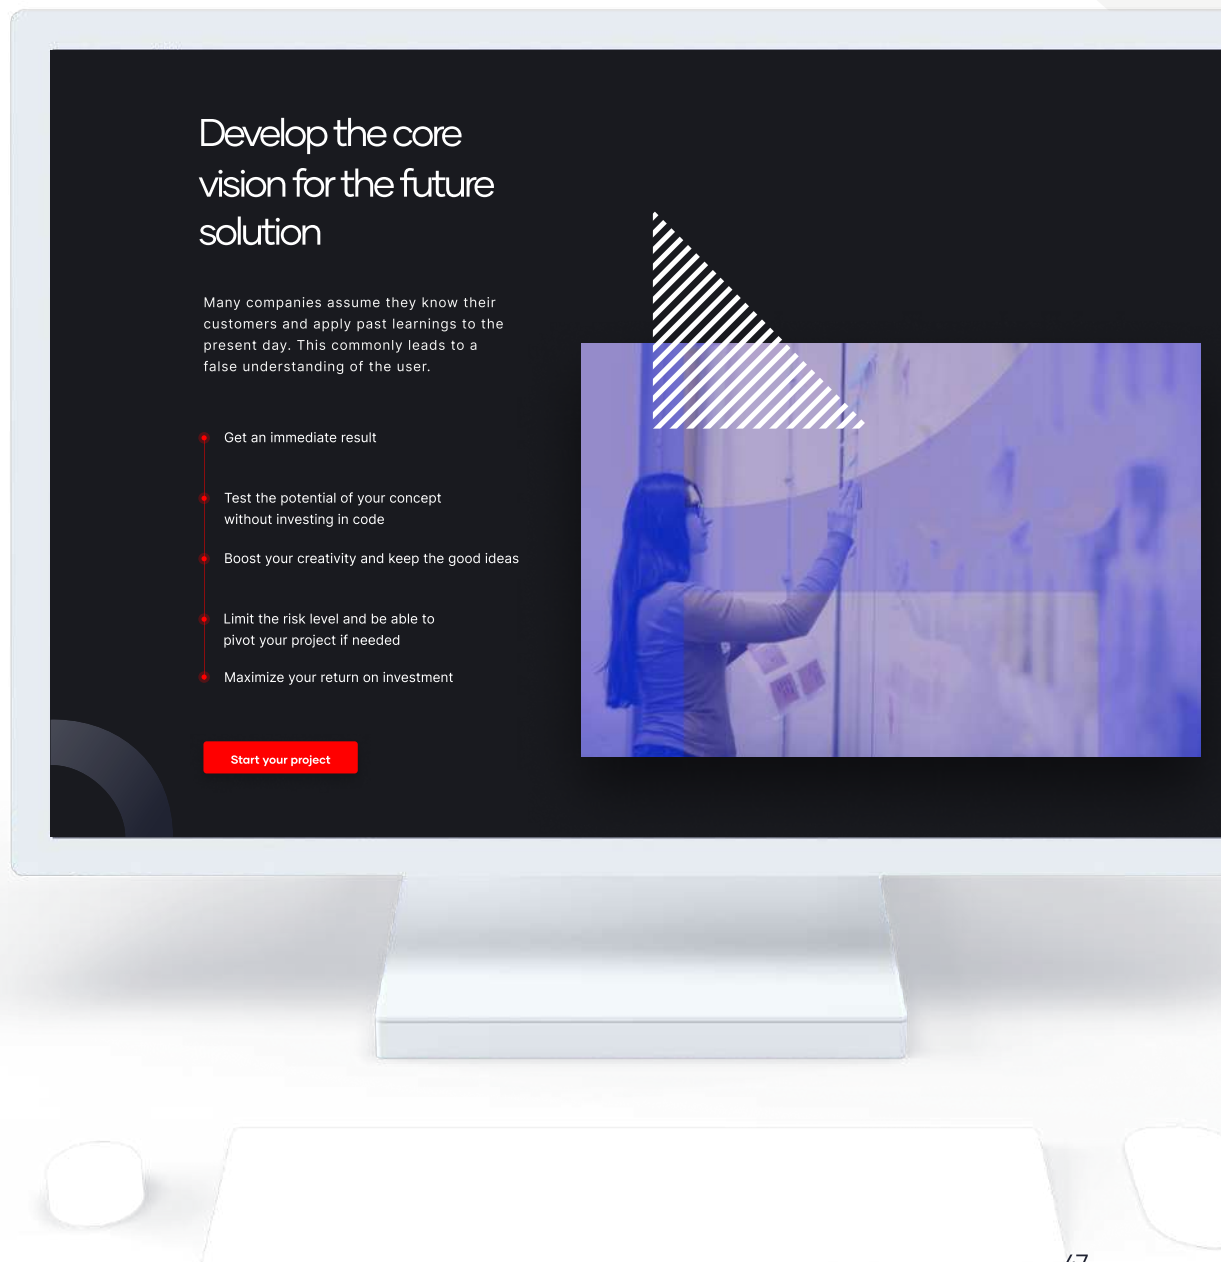 Develop the core
vision for the future
solution
Many companies assume they know their
customers and apply past learnings to the
present day. This commonly leads to a
false understanding of the user.
Get an immediate result
Test the potential of your concept
without investing in code
Boost your creativity and keep the good ideas
Limit the risk level and be able to
pivot your project if needed
Maximize your return on investment
Start your project